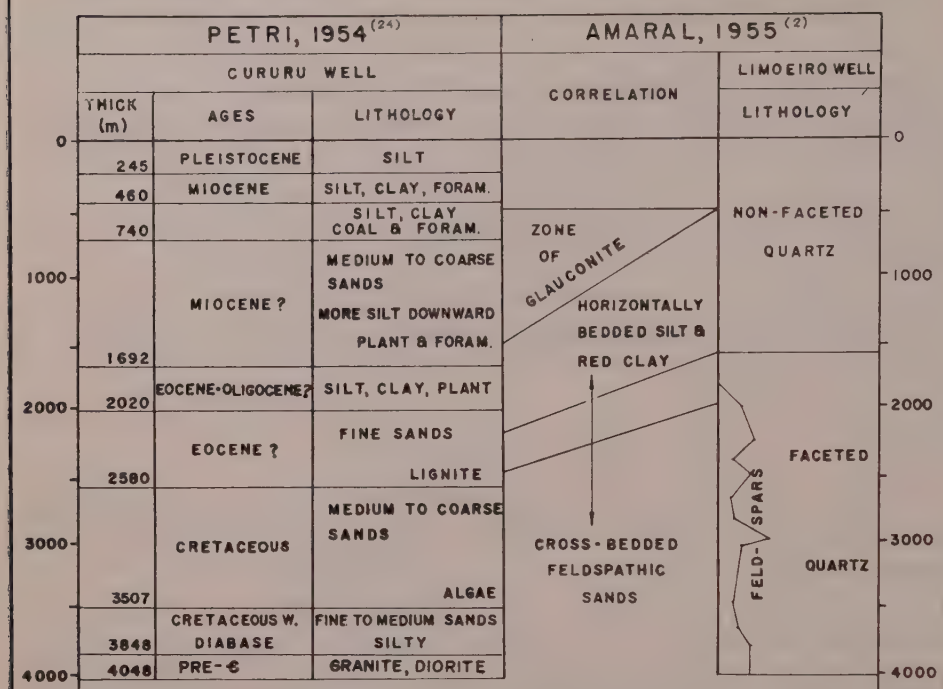 PETRI, 1954(24)
AMARAL, 1955(2)
CURURU WELL
LIMOEIRO WELL
THICK (m)
AGES
LITHOLOGY
CORRELATION
LITHOLOGY
0
0
245
PLEISTOCENE
SILT
460
MIOCENE
SILT, CLAY, FORAM.
740
SILT, CLAY
COAL & FORAM.
1000
MIOCENE ?
MEDIUM TO COARSE
SANDS
MORE SILT DOWNWARD
PLANT & FORAM.
1692
2000
EOCENE-OLIGOCENE?
SILT, CLAY, PLANT
2020
EOCENE ?
FINE SANDS
LIGNITE
2580
3000
CRETACEOUS
MEDIUM TO COARSE
SANDS
ALGAE
3507
CRETACEOUS W.
DIABASE
FINE TO MEDIUM SANDS
SILTY
3848
4000
4048
PRE-Є
GRANITE, DIORITE
ZONE
OF
GLAUCONITE
HORIZONTALLY
BEDDED SILT &
RED CLAY
CROSS-BEDDED
FELDSPATHIC
SANDS
NON-FACETED
QUARTZ
1000
2000
FACETED
QUARTZ
FELD-SPARS
3000
4000